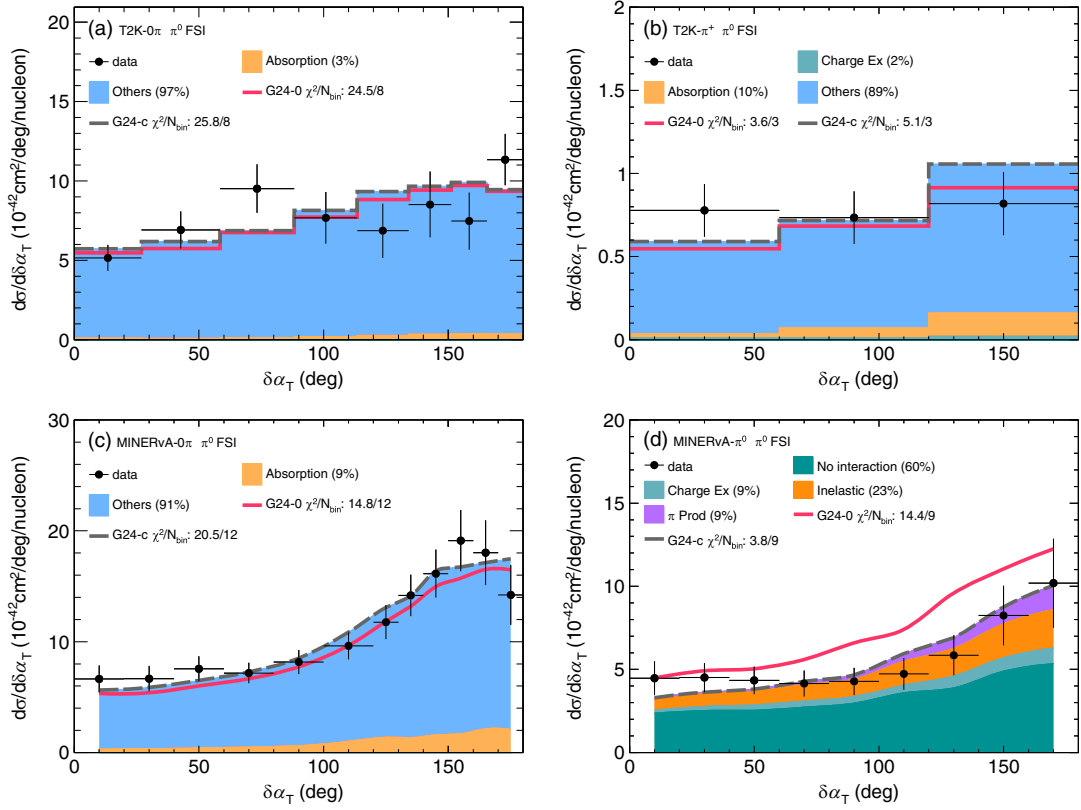 (a) T2K-0π π⁰ FSI
data
Absorption (3%)
Others (97%)
G24-0 χ²/N_bin: 24.5/8
G24-c χ²/N_bin: 25.8/8
20
15
10
5
0
0 50 100 150
dσ/dδα_T (10⁻⁴²cm²/deg/nucleon)
δα_T (deg)
(b) T2K-π⁺ π⁰ FSI
data
Charge Ex (2%)
Absorption (10%)
Others (89%)
G24-0 χ²/N_bin: 3.6/3
G24-c χ²/N_bin: 5.1/3
2
1.5
1
0.5
0
0 50 100 150
dσ/dδα_T (10⁻⁴²cm²/deg/nucleon)
δα_T (deg)
(c) MINERvA-0π π⁰ FSI
data
Absorption (9%)
Others (91%)
G24-0 χ²/N_bin: 14.8/12
G24-c χ²/N_bin: 20.5/12
30
20
10
0
0 50 100 150
dσ/dδα_T (10⁻⁴²cm²/deg/nucleon)
δα_T (deg)
(d) MINERvA-π⁰ π⁰ FSI
data
No interaction (60%)
Charge Ex (9%)
Inelastic (23%)
π Prod (9%)
G24-0 χ²/N_bin: 14.4/9
G24-c χ²/N_bin: 3.8/9
20
15
10
5
0
0 50 100 150
dσ/dδα_T (10⁻⁴²cm²/deg/nucleon)
δα_T (deg)